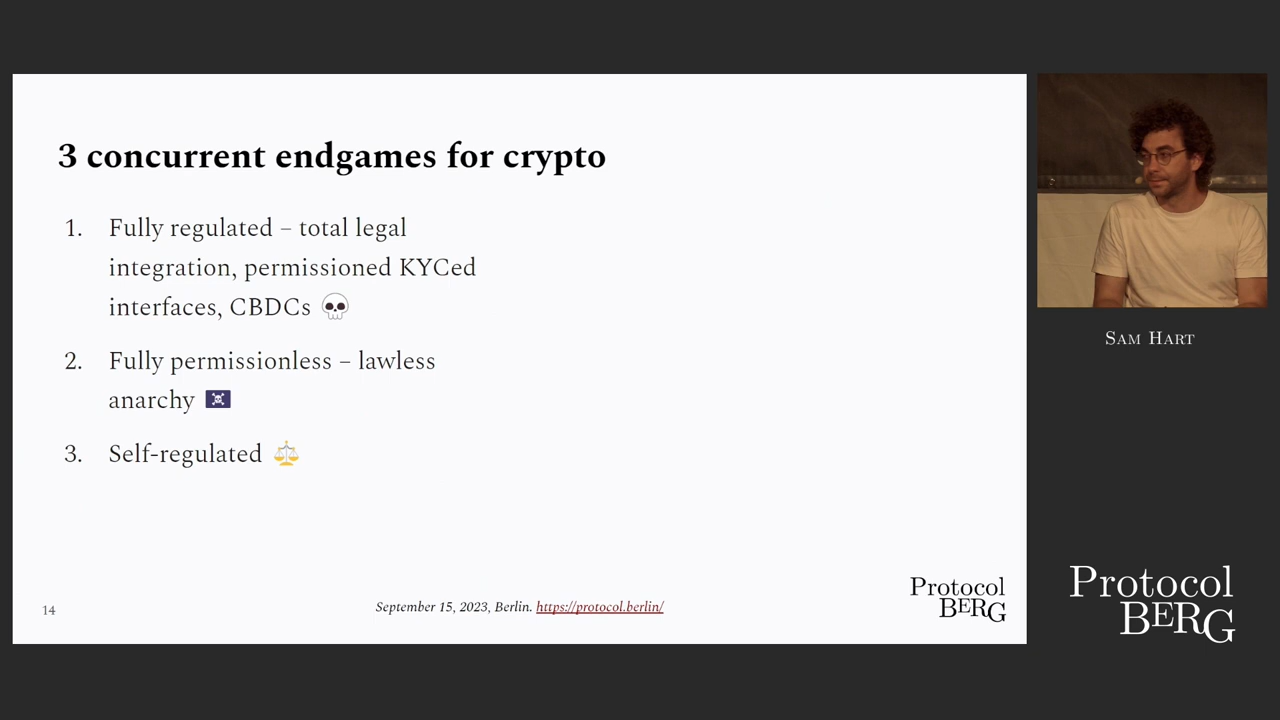 3 concurrent endgames for crypto
1. Fully regulated – total legal
integration, permissioned KYCed
interfaces, CBDCs ☠️
2. Fully permissionless – lawless
anarchy 🏴‍☠️
3. Self-regulated ⚖️
14
September 15, 2023, Berlin. https://protocol.berlin/
Protocol
BERG
Sam Hart
Protocol
BERG